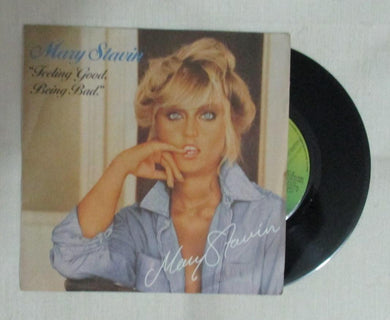 Mary Stavin
"Feeling Good,
Being Bad."
Mary Stavin